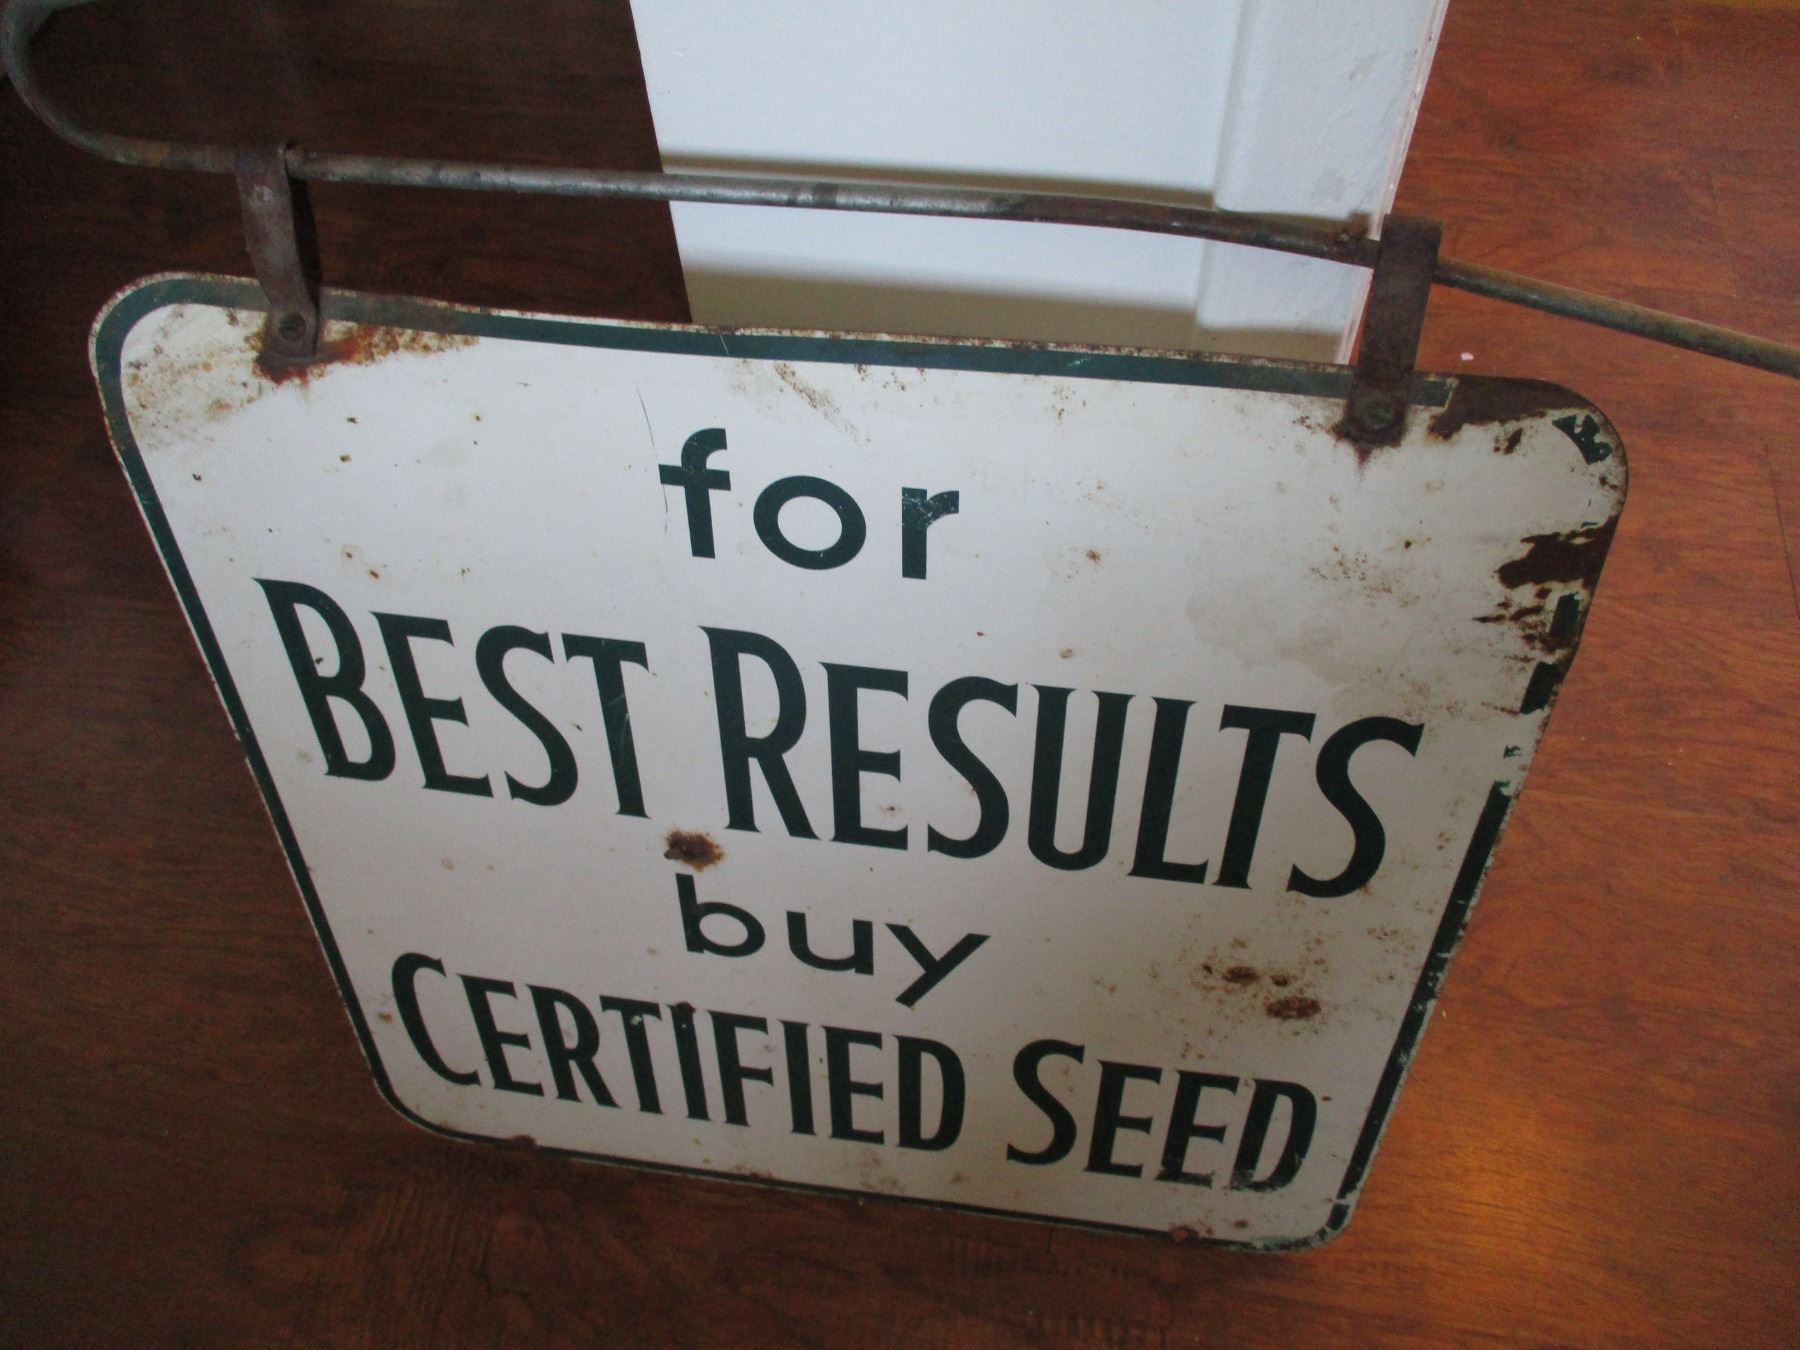 for
BEST RESULTS
buy
CERTIFIED SEED